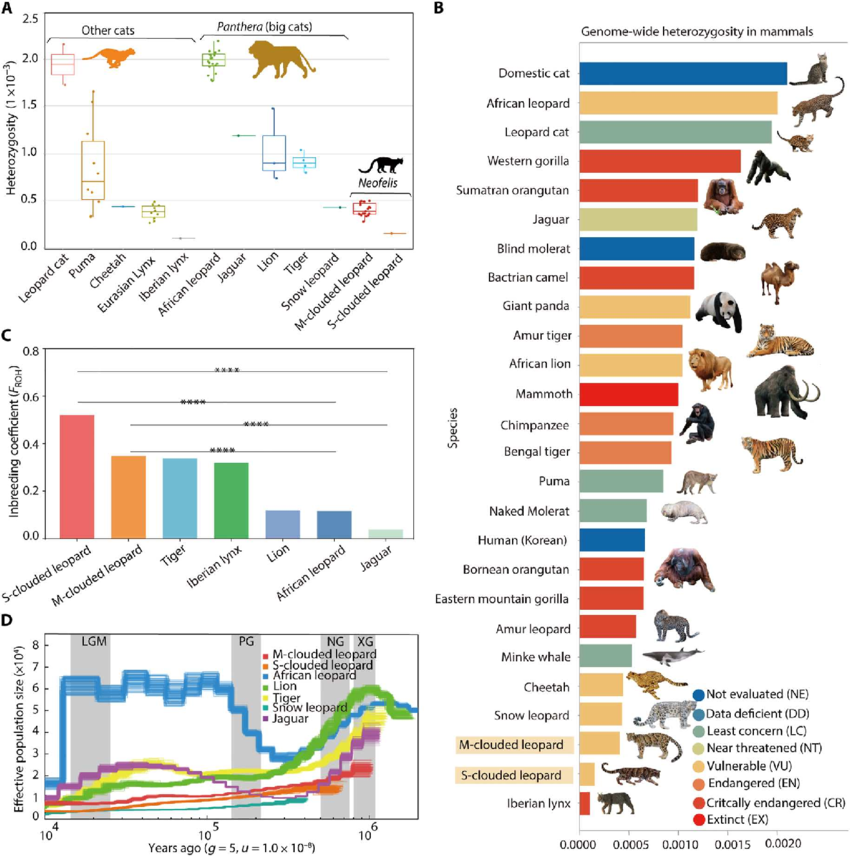 A
Other cats
Panthera (big cats)
Heterozygosity (1 ×10⁻³)
2.0
1.5
1.0
0.5
0.0
Neofelis
Leopard cat
Puma
Cheetah
Eurasian Lynx
Iberian lynx
African leopard
Jaguar
Lion
Tiger
Snow leopard
M-clouded leopard
S-clouded leopard
B
Genome-wide heterozygosity in mammals
Species
Domestic cat
African leopard
Leopard cat
Western gorilla
Sumatran orangutan
Jaguar
Blind molerat
Bactrian camel
Giant panda
Amur tiger
African lion
Mammoth
Chimpanzee
Bengal tiger
Puma
Naked Molerat
Human (Korean)
Bornean orangutan
Eastern mountain gorilla
Amur leopard
Minke whale
Cheetah
Snow leopard
M-clouded leopard
S-clouded leopard
Iberian lynx
Not evaluated (NE)
Data deficient (DD)
Least concern (LC)
Near threatened (NT)
Vulnerable (VU)
Endangered (EN)
Critcally endangered (CR)
Extinct (EX)
0.0000 0.0005 0.0010 0.0015 0.0020
C
Inbreeding coefficient (FROH)
0.8
0.6
0.4
0.2
0.0
****
****
****
****
S-clouded leopard
M-clouded leopard
Tiger
Iberian lynx
Lion
African leopard
Jaguar
D
Effective population size (×10⁴)
8
7
6
5
4
3
2
1
0
LGM
PG
NG
XG
M-clouded leopard
S-clouded leopard
African leopard
Lion
Tiger
Snow leopard
Jaguar
10⁴ 10⁵ 10⁶
Years ago (g = 5, u = 1.0 × 10⁻⁸)